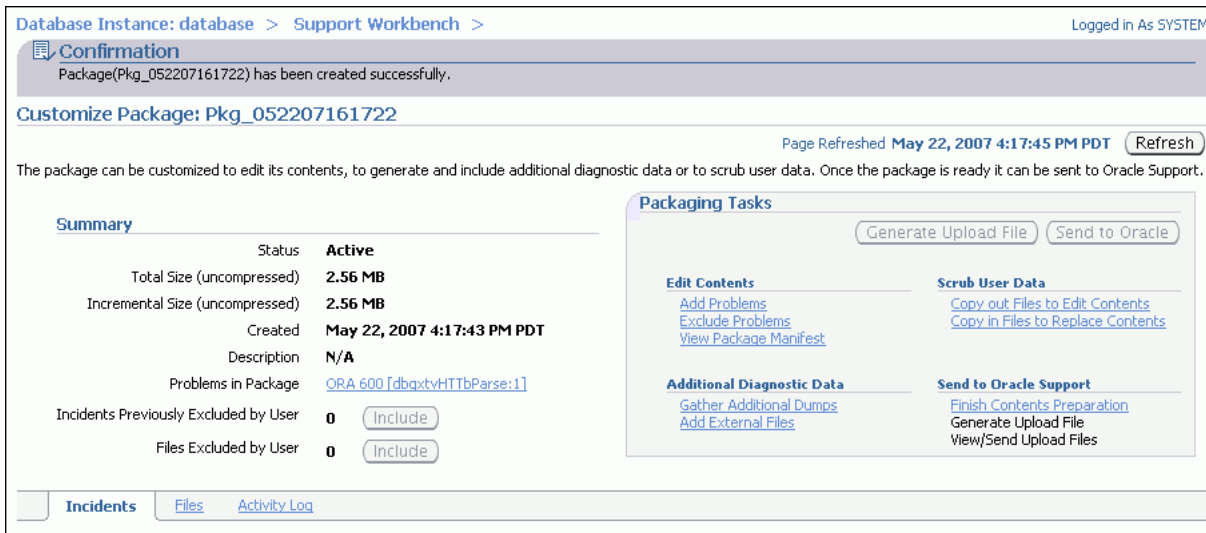 Database Instance: database > Support Workbench >
Logged in As SYSTEM
Confirmation
Package(Pkg_052207161722) has been created successfully.
Customize Package: Pkg_052207161722
Page Refreshed May 22, 2007 4:17:45 PM PDT Refresh
The package can be customized to edit its contents, to generate and include additional diagnostic data or to scrub user data. Once the package is ready it can be sent to Oracle Support.
Summary
Status Active
Total Size (uncompressed) 2.56 MB
Incremental Size (uncompressed) 2.56 MB
Created May 22, 2007 4:17:43 PM PDT
Description N/A
Problems in Package ORA 600 [dbgxtvHTTbParse:1]
Incidents Previously Excluded by User 0 Include
Files Excluded by User 0 Include
Packaging Tasks
Generate Upload File Send to Oracle
Edit Contents
Add Problems
Exclude Problems
View Package Manifest
Scrub User Data
Copy out Files to Edit Contents
Copy in Files to Replace Contents
Additional Diagnostic Data
Gather Additional Dumps
Add External Files
Send to Oracle Support
Finish Contents Preparation
Generate Upload File
View/Send Upload Files
Incidents Files Activity Log